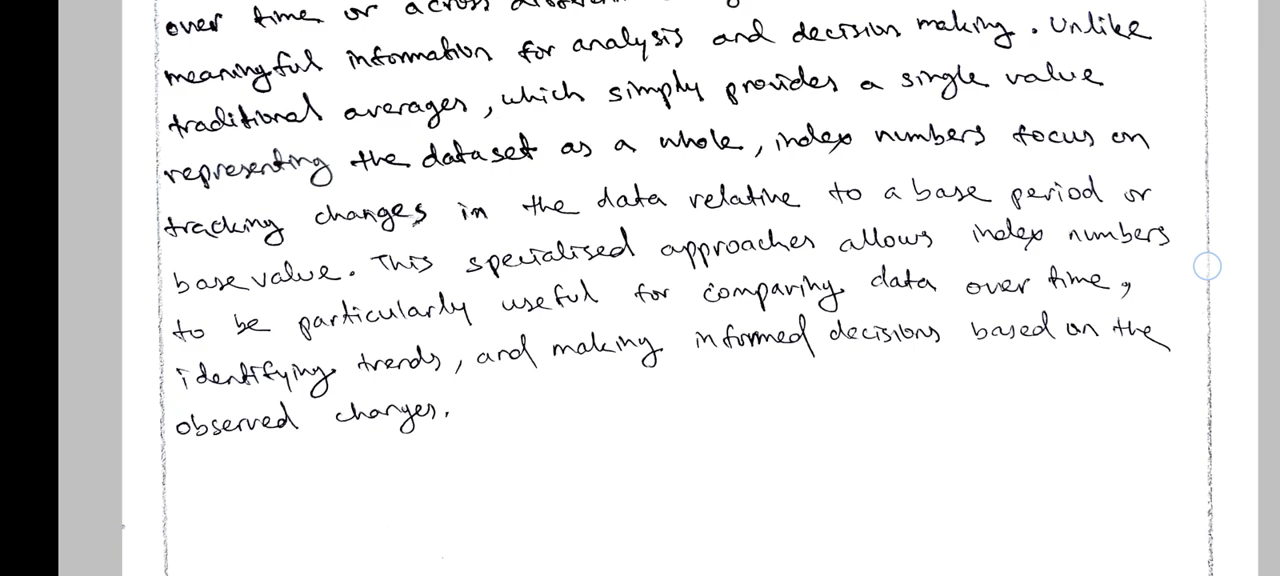 over time or across
meaningful information for analysis and decision making. Unlike
traditional averages, which simply provides a single value
representing the dataset as a whole, index numbers focus on
tracking changes in the data relative to a base period or
base value. This specialised approaches allows index numbers
to be particularly useful for comparing data over time,
identifying trends, and making informed decisions based on the
observed changes.